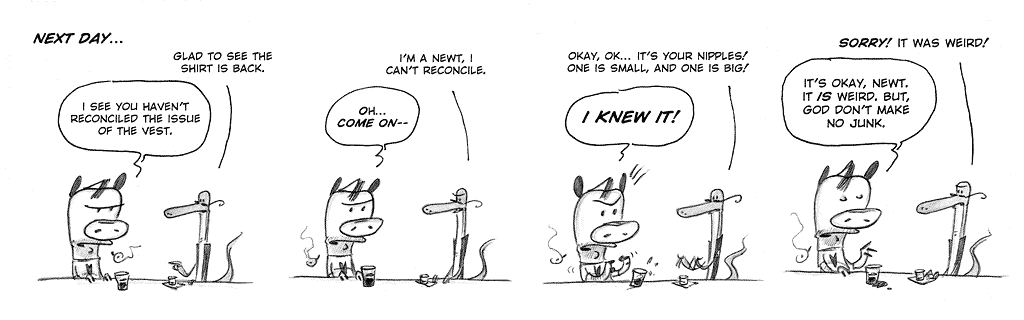 NEXT DAY...
GLAD TO SEE THE
SHIRT IS BACK.
I SEE YOU HAVEN'T
RECONCILED THE ISSUE
OF THE VEST.
I'M A NEWT, I
CAN'T RECONCILE.
OH...
COME ON--
OKAY, OK... IT'S YOUR NIPPLES!
ONE IS SMALL, AND ONE IS BIG!
I KNEW IT!
SORRY! IT WAS WEIRD!
IT'S OKAY, NEWT.
IT IS WEIRD. BUT,
GOD DON'T MAKE
NO JUNK.